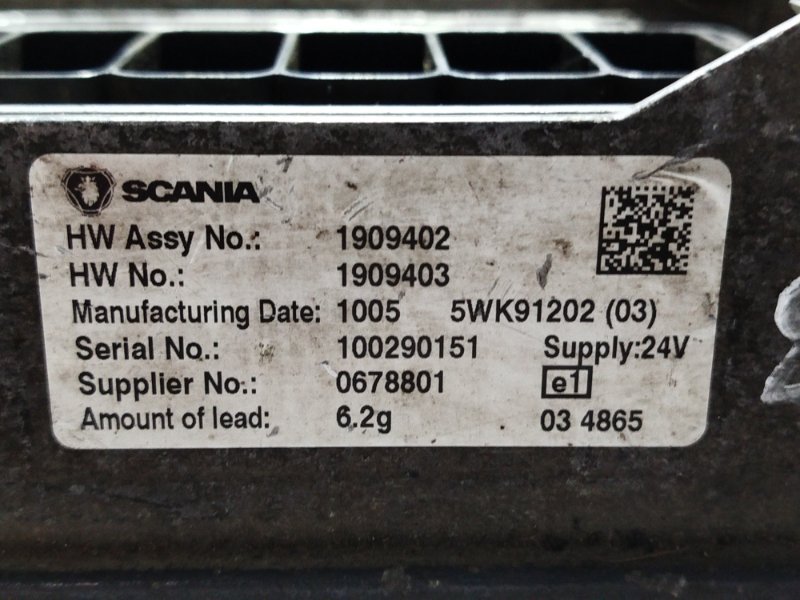 SCANIA
HW Assy No.: 1909402
HW No.: 1909403
Manufacturing Date: 1005 5WK91202 (03)
Serial No.: 100290151 Supply:24V
Supplier No.: 0678801 e1
Amount of lead: 6.2g 03 4865